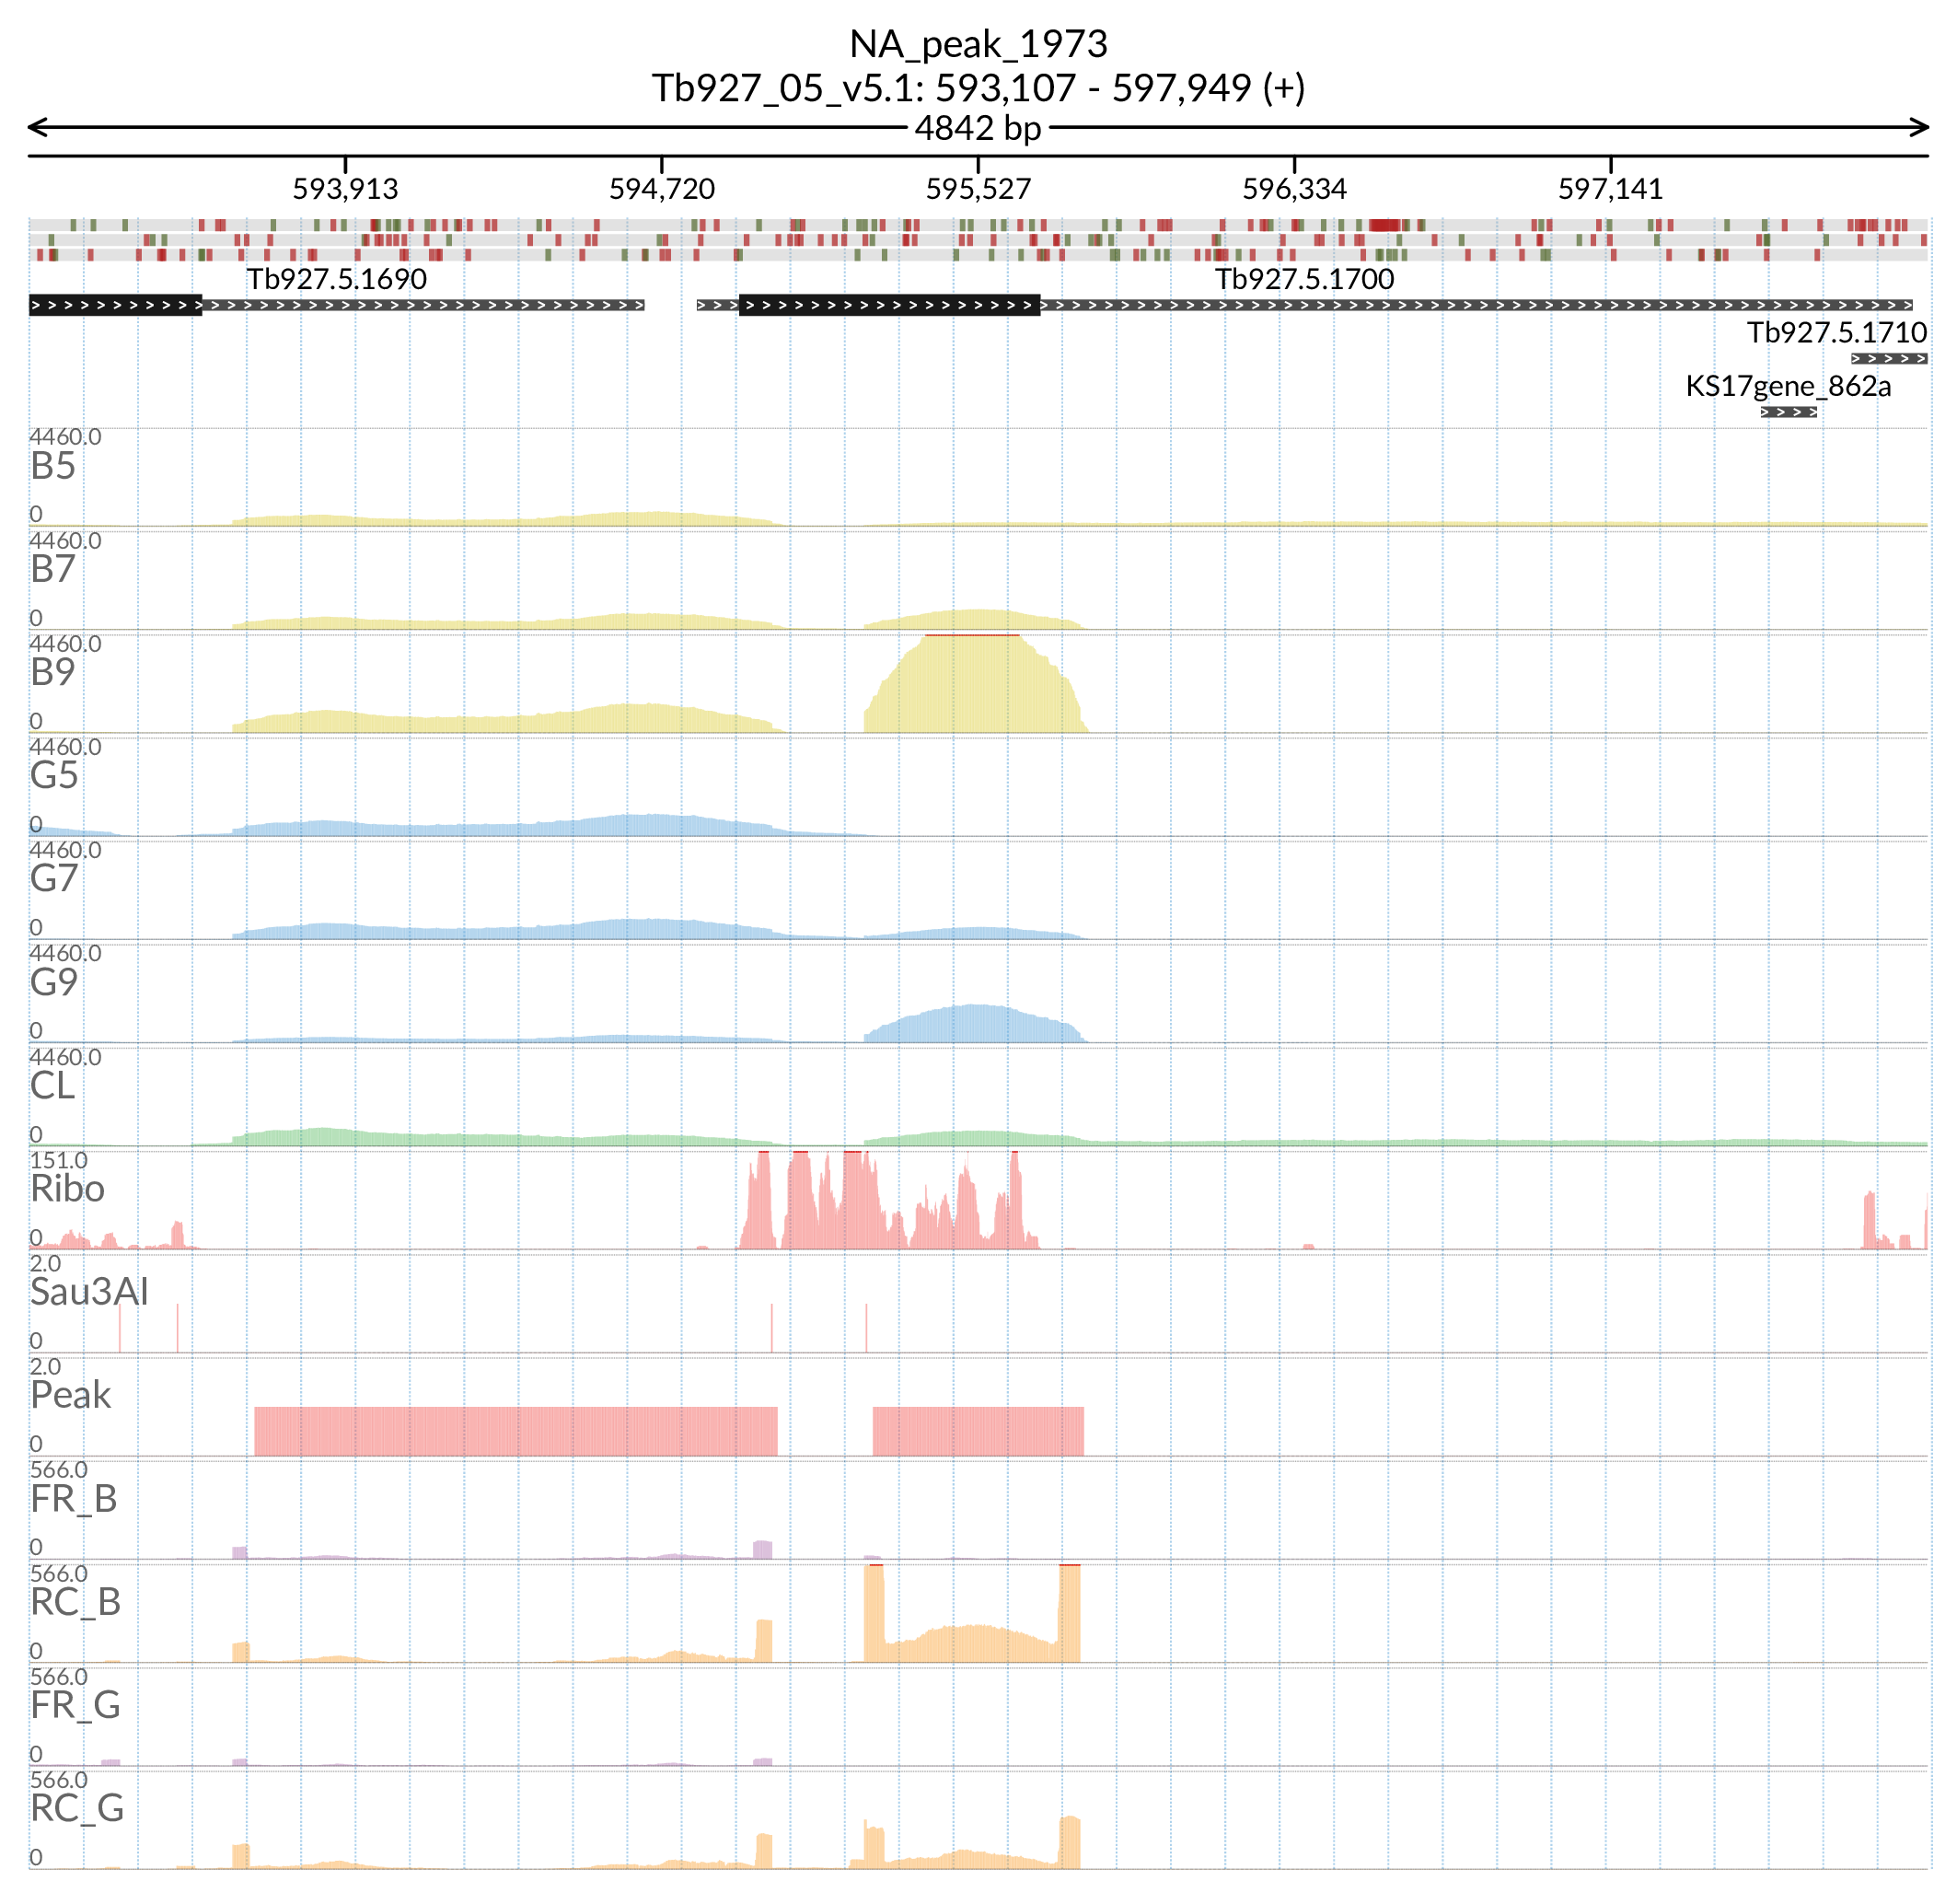 NA_peak_1973
Tb927_05_v5.1: 593,107 - 597,949 (+)
4842 bp
593,913 594,720 595,527 596,334 597,141
Tb927.5.1690 Tb927.5.1700
Tb927.5.1710
KS17gene_862a
4460.0
B5
0
4460.0
B7
0
4460.0
B9
0
4460.0
G5
0
4460.0
G7
0
4460.0
G9
0
4460.0
CL
0
151.0
Ribo
0
2.0
Sau3AI
0
2.0
Peak
0
566.0
FR_B
0
566.0
RC_B
0
566.0
FR_G
0
566.0
RC_G
0